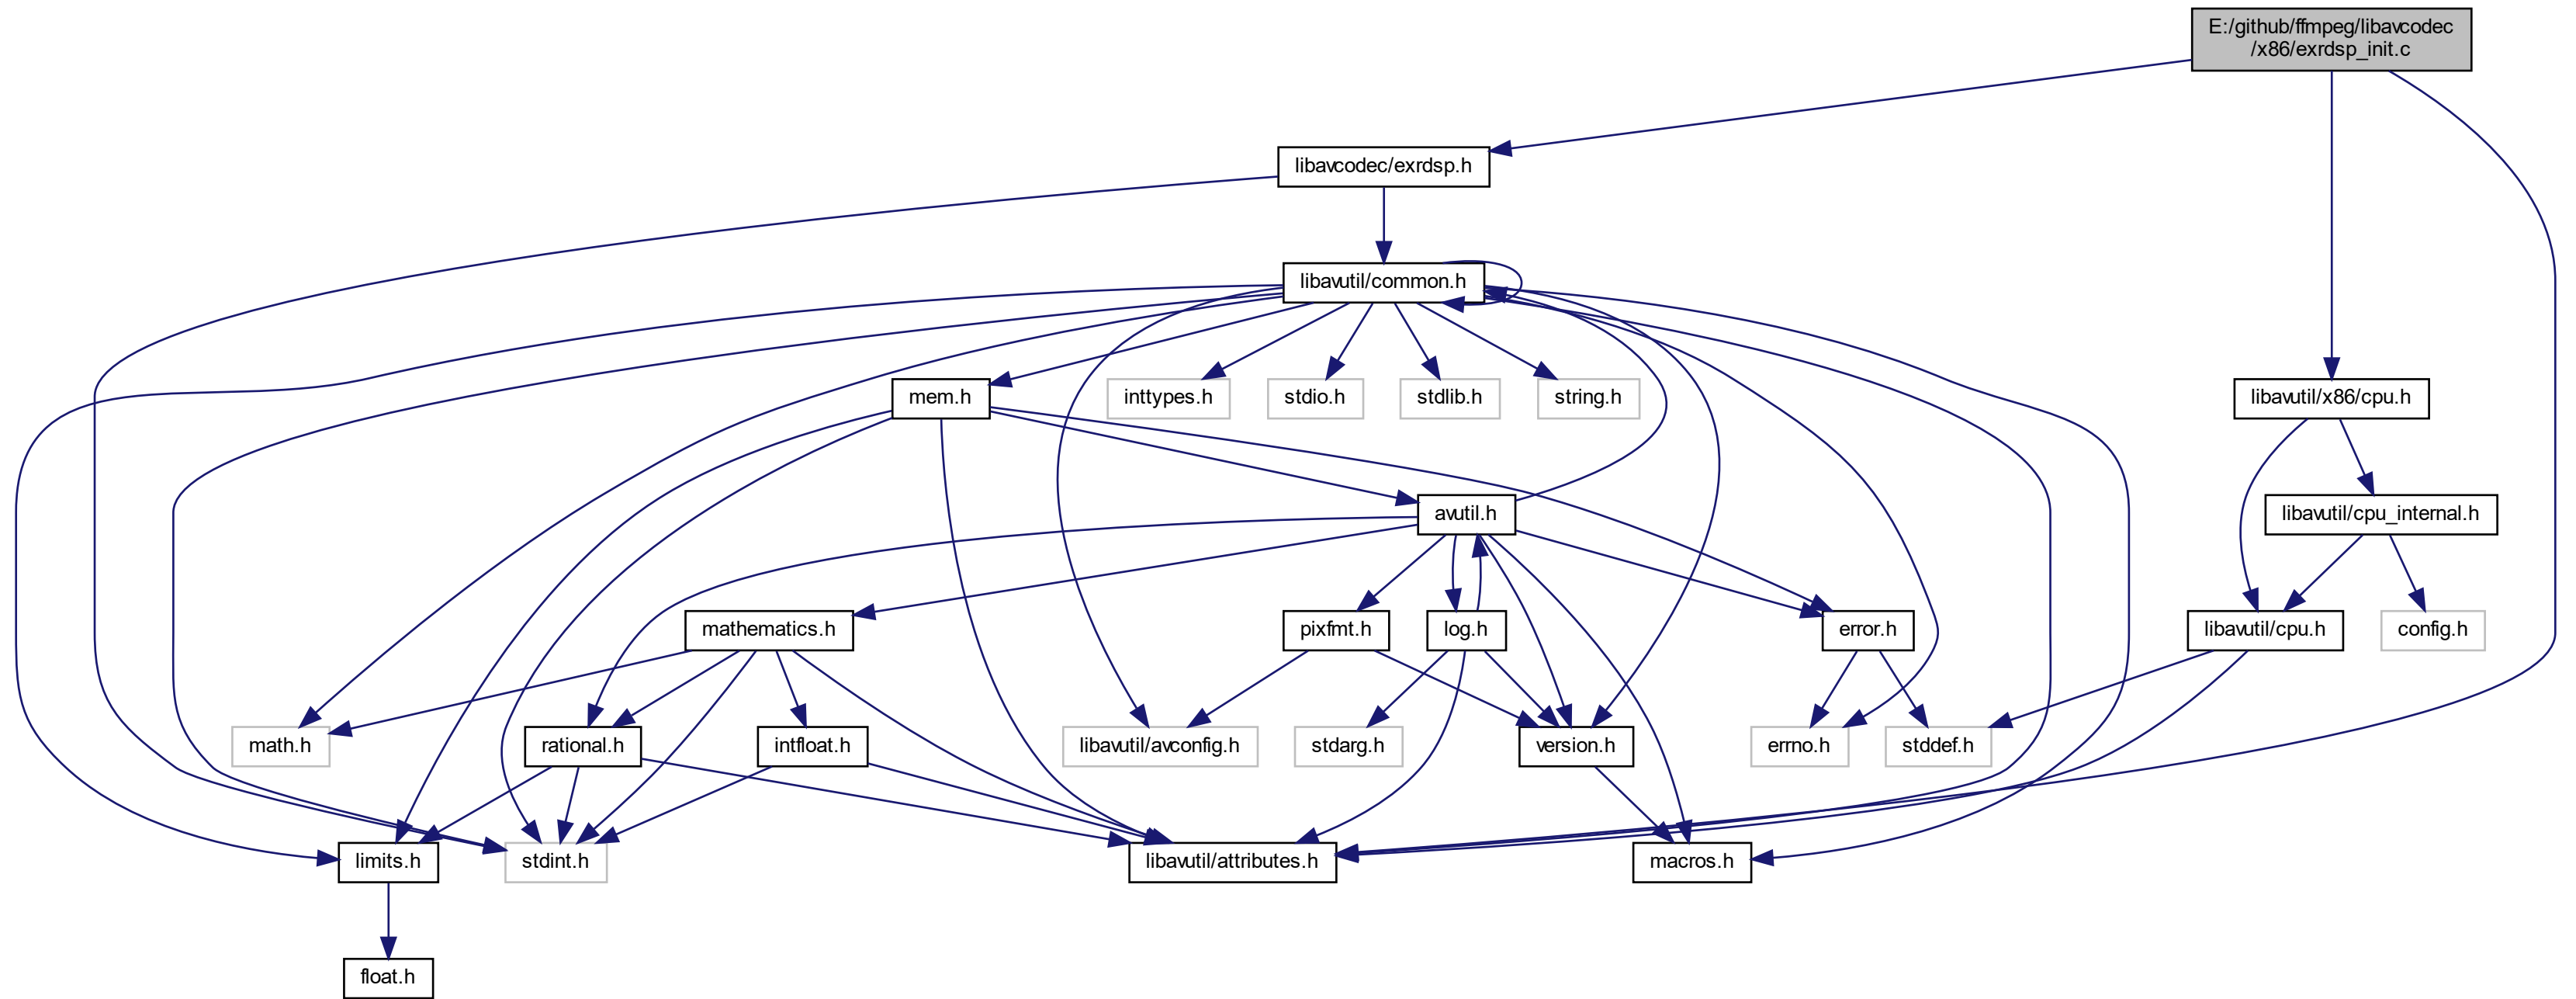 E:/github/ffmpeg/libavcodec
/x86/exrdsp_init.c
libavcodec/exrdsp.h
libavutil/common.h
mem.h
inttypes.h
stdio.h
stdlib.h
string.h
libavutil/x86/cpu.h
avutil.h
libavutil/cpu_internal.h
mathematics.h
pixfmt.h
log.h
error.h
libavutil/cpu.h
config.h
math.h
rational.h
intfloat.h
libavutil/avconfig.h
stdarg.h
version.h
errno.h
stddef.h
limits.h
stdint.h
libavutil/attributes.h
macros.h
float.h